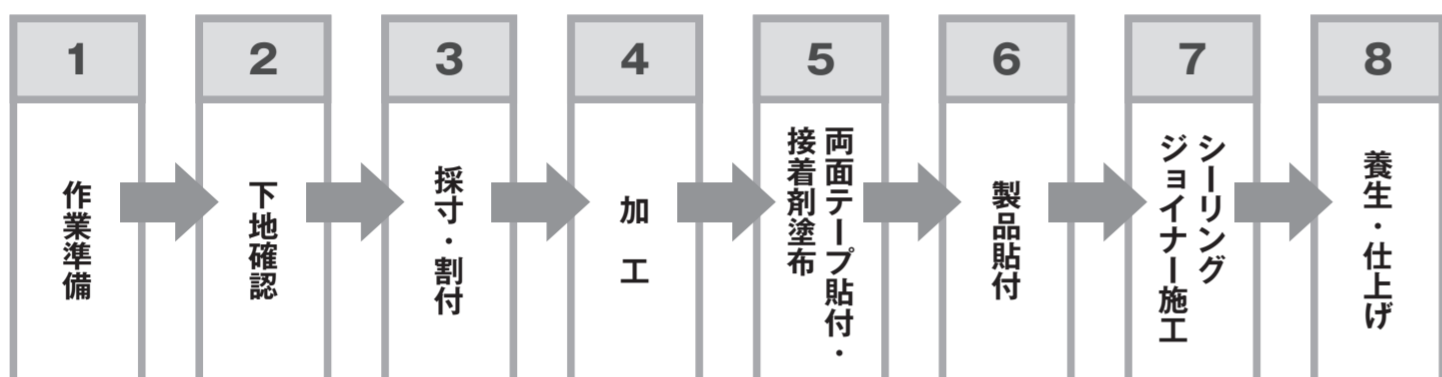 1
作業準備
2
下地確認
3
採寸・割付
4
加工
5
両面テープ貼付・
接着剤塗布
6
製品貼付
7
シーリング
ジョイナー施工
8
養生・仕上げ